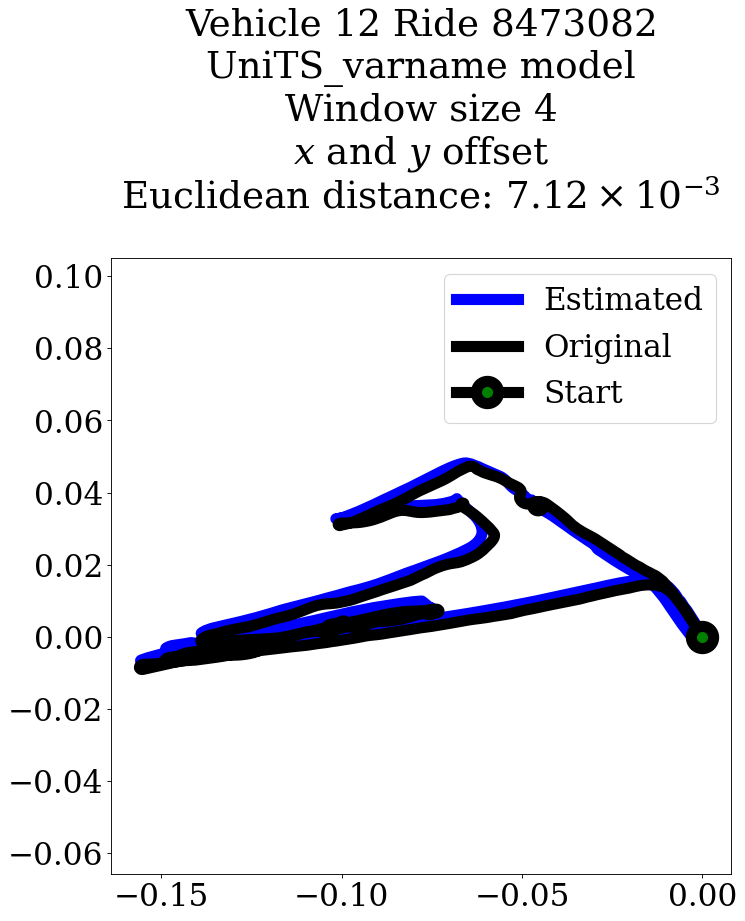 Vehicle 12 Ride 8473082
UniTS_varname model
Window size 4
x and y offset
Euclidean distance: 7.12 × 10⁻³
Estimated
Original
Start
0.10
0.08
0.06
0.04
0.02
0.00
−0.02
−0.04
−0.06
−0.15
−0.10
−0.05
0.00